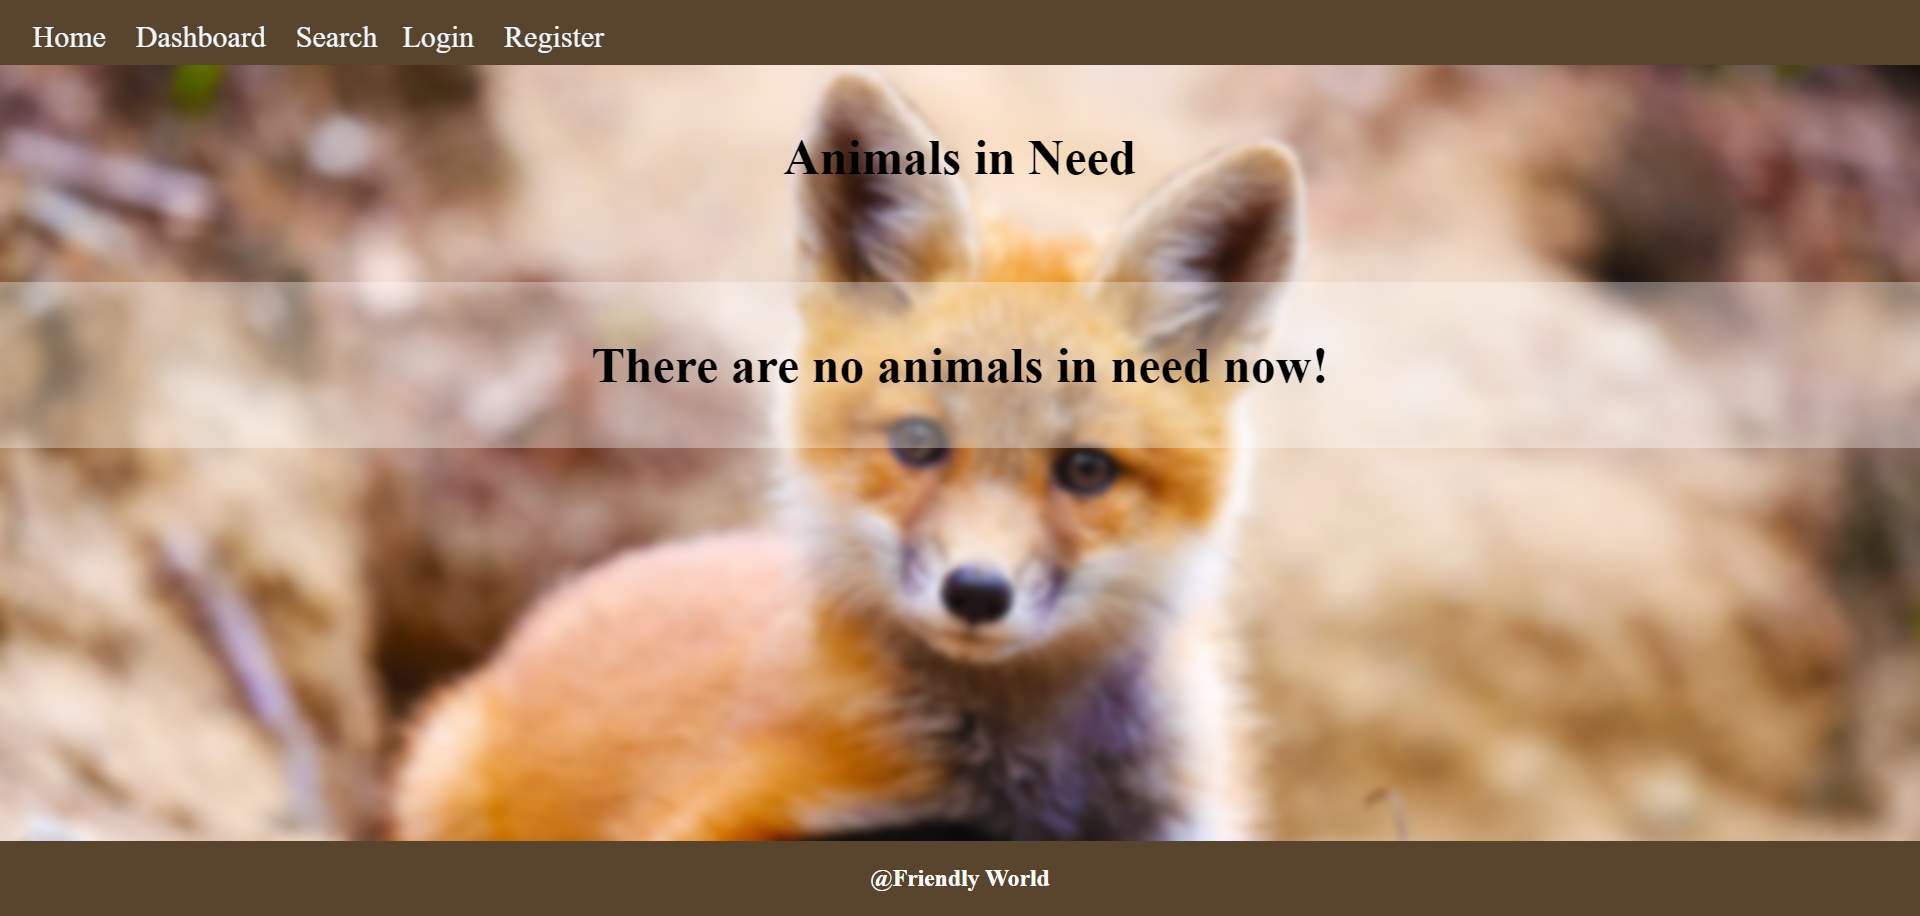 Home Dashboard Search Login Register
Animals in Need
There are no animals in need now!
@Friendly World